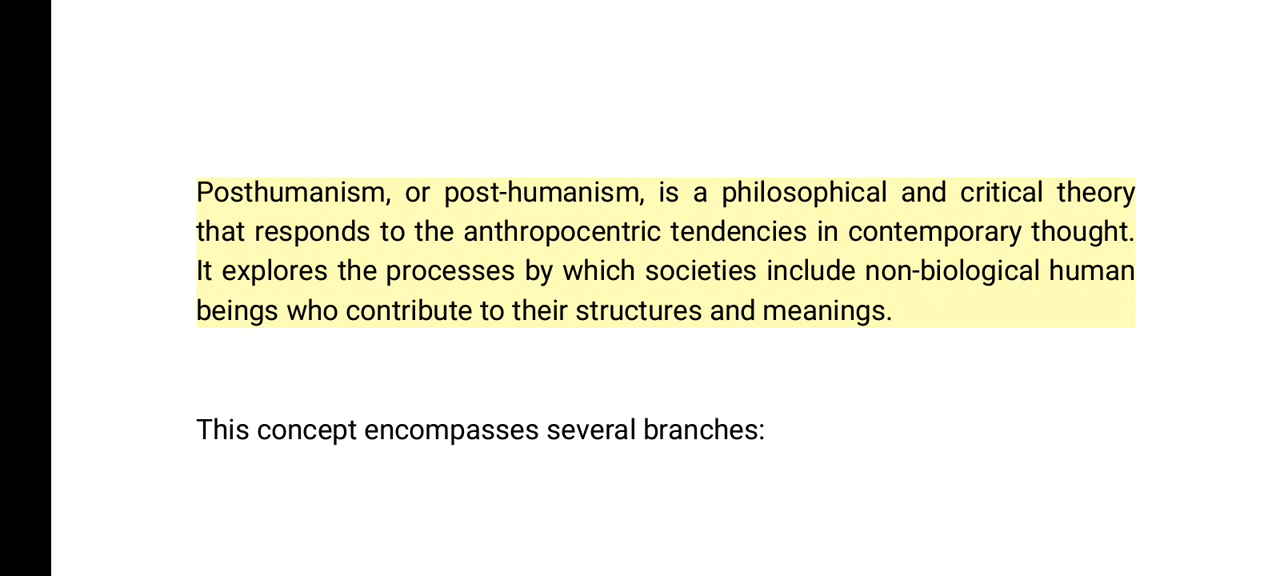 Posthumanism, or post-humanism, is a philosophical and critical theory
that responds to the anthropocentric tendencies in contemporary thought.
It explores the processes by which societies include non-biological human
beings who contribute to their structures and meanings.
This concept encompasses several branches: